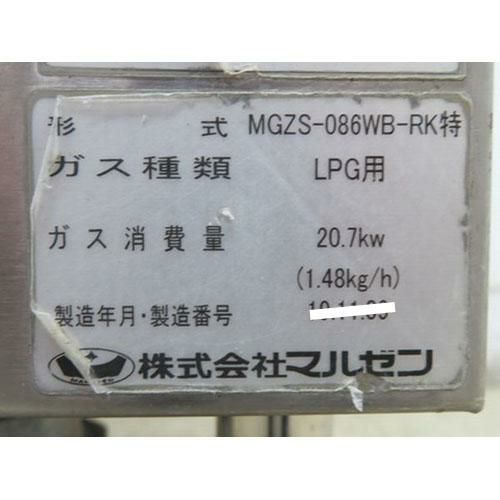 形 式 MGZS-086WB-RK特
ガス種類 LPG用
ガス消費量 20.7kw
(1.48kg/h)
製造年月・製造番号
株式会社マルゼン